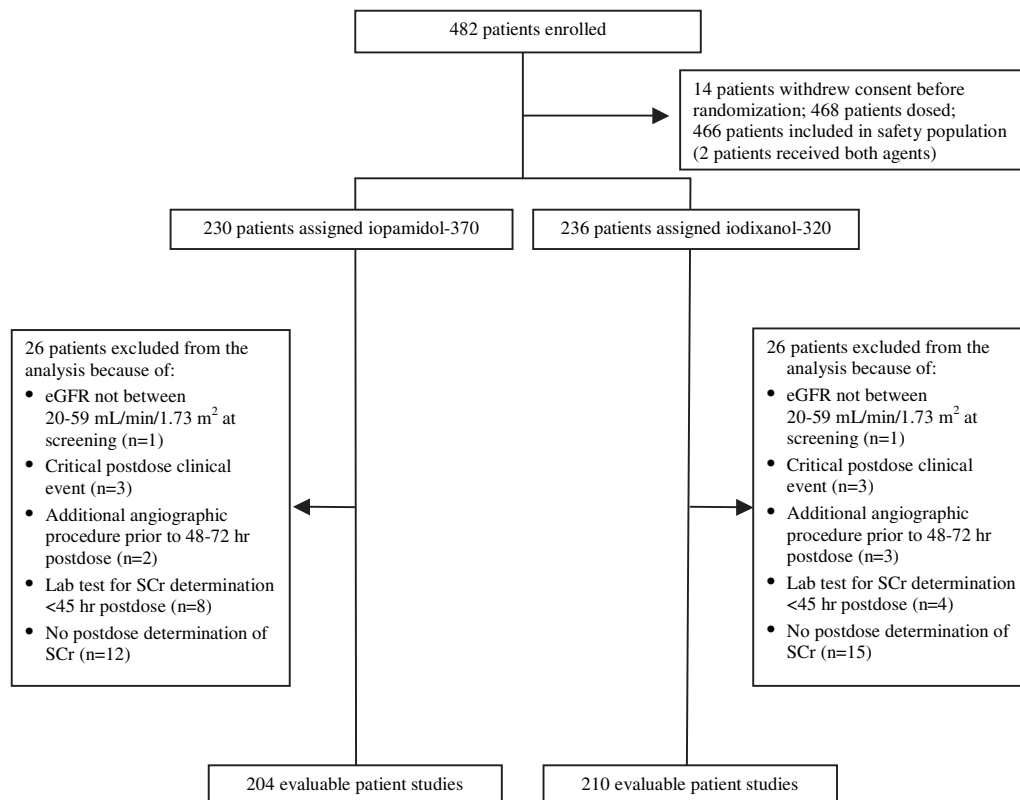 482 patients enrolled
14 patients withdrew consent before
randomization; 468 patients dosed;
466 patients included in safety population
(2 patients received both agents)
230 patients assigned iopamidol-370
236 patients assigned iodixanol-320
26 patients excluded from the
analysis because of:
• eGFR not between
20-59 mL/min/1.73 m² at
screening (n=1)
• Critical postdose clinical
event (n=3)
• Additional angiographic
procedure prior to 48-72 hr
postdose (n=2)
• Lab test for SCr determination
<45 hr postdose (n=8)
• No postdose determination of
SCr (n=12)
26 patients excluded from the
analysis because of:
• eGFR not between
20-59 mL/min/1.73 m² at
screening (n=1)
• Critical postdose clinical
event (n=3)
• Additional angiographic
procedure prior to 48-72 hr
postdose (n=3)
• Lab test for SCr determination
<45 hr postdose (n=4)
• No postdose determination of
SCr (n=15)
204 evaluable patient studies
210 evaluable patient studies